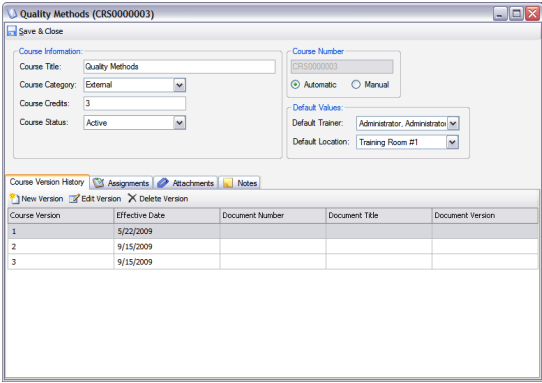 Quality Methods (CRS0000003)
Save & Close
Course Information:
Course Title: Quality Methods
Course Category: External
Course Credits: 3
Course Status: Active
Course Number
CRS0000003
Automatic Manual
Default Values:
Default Trainer: Administrator, Administrator
Default Location: Training Room #1
Course Version History Assignments Attachments Notes
New Version Edit Version Delete Version
Course Version Effective Date Document Number Document Title Document Version
1 5/22/2009
2 9/15/2009
3 9/15/2009